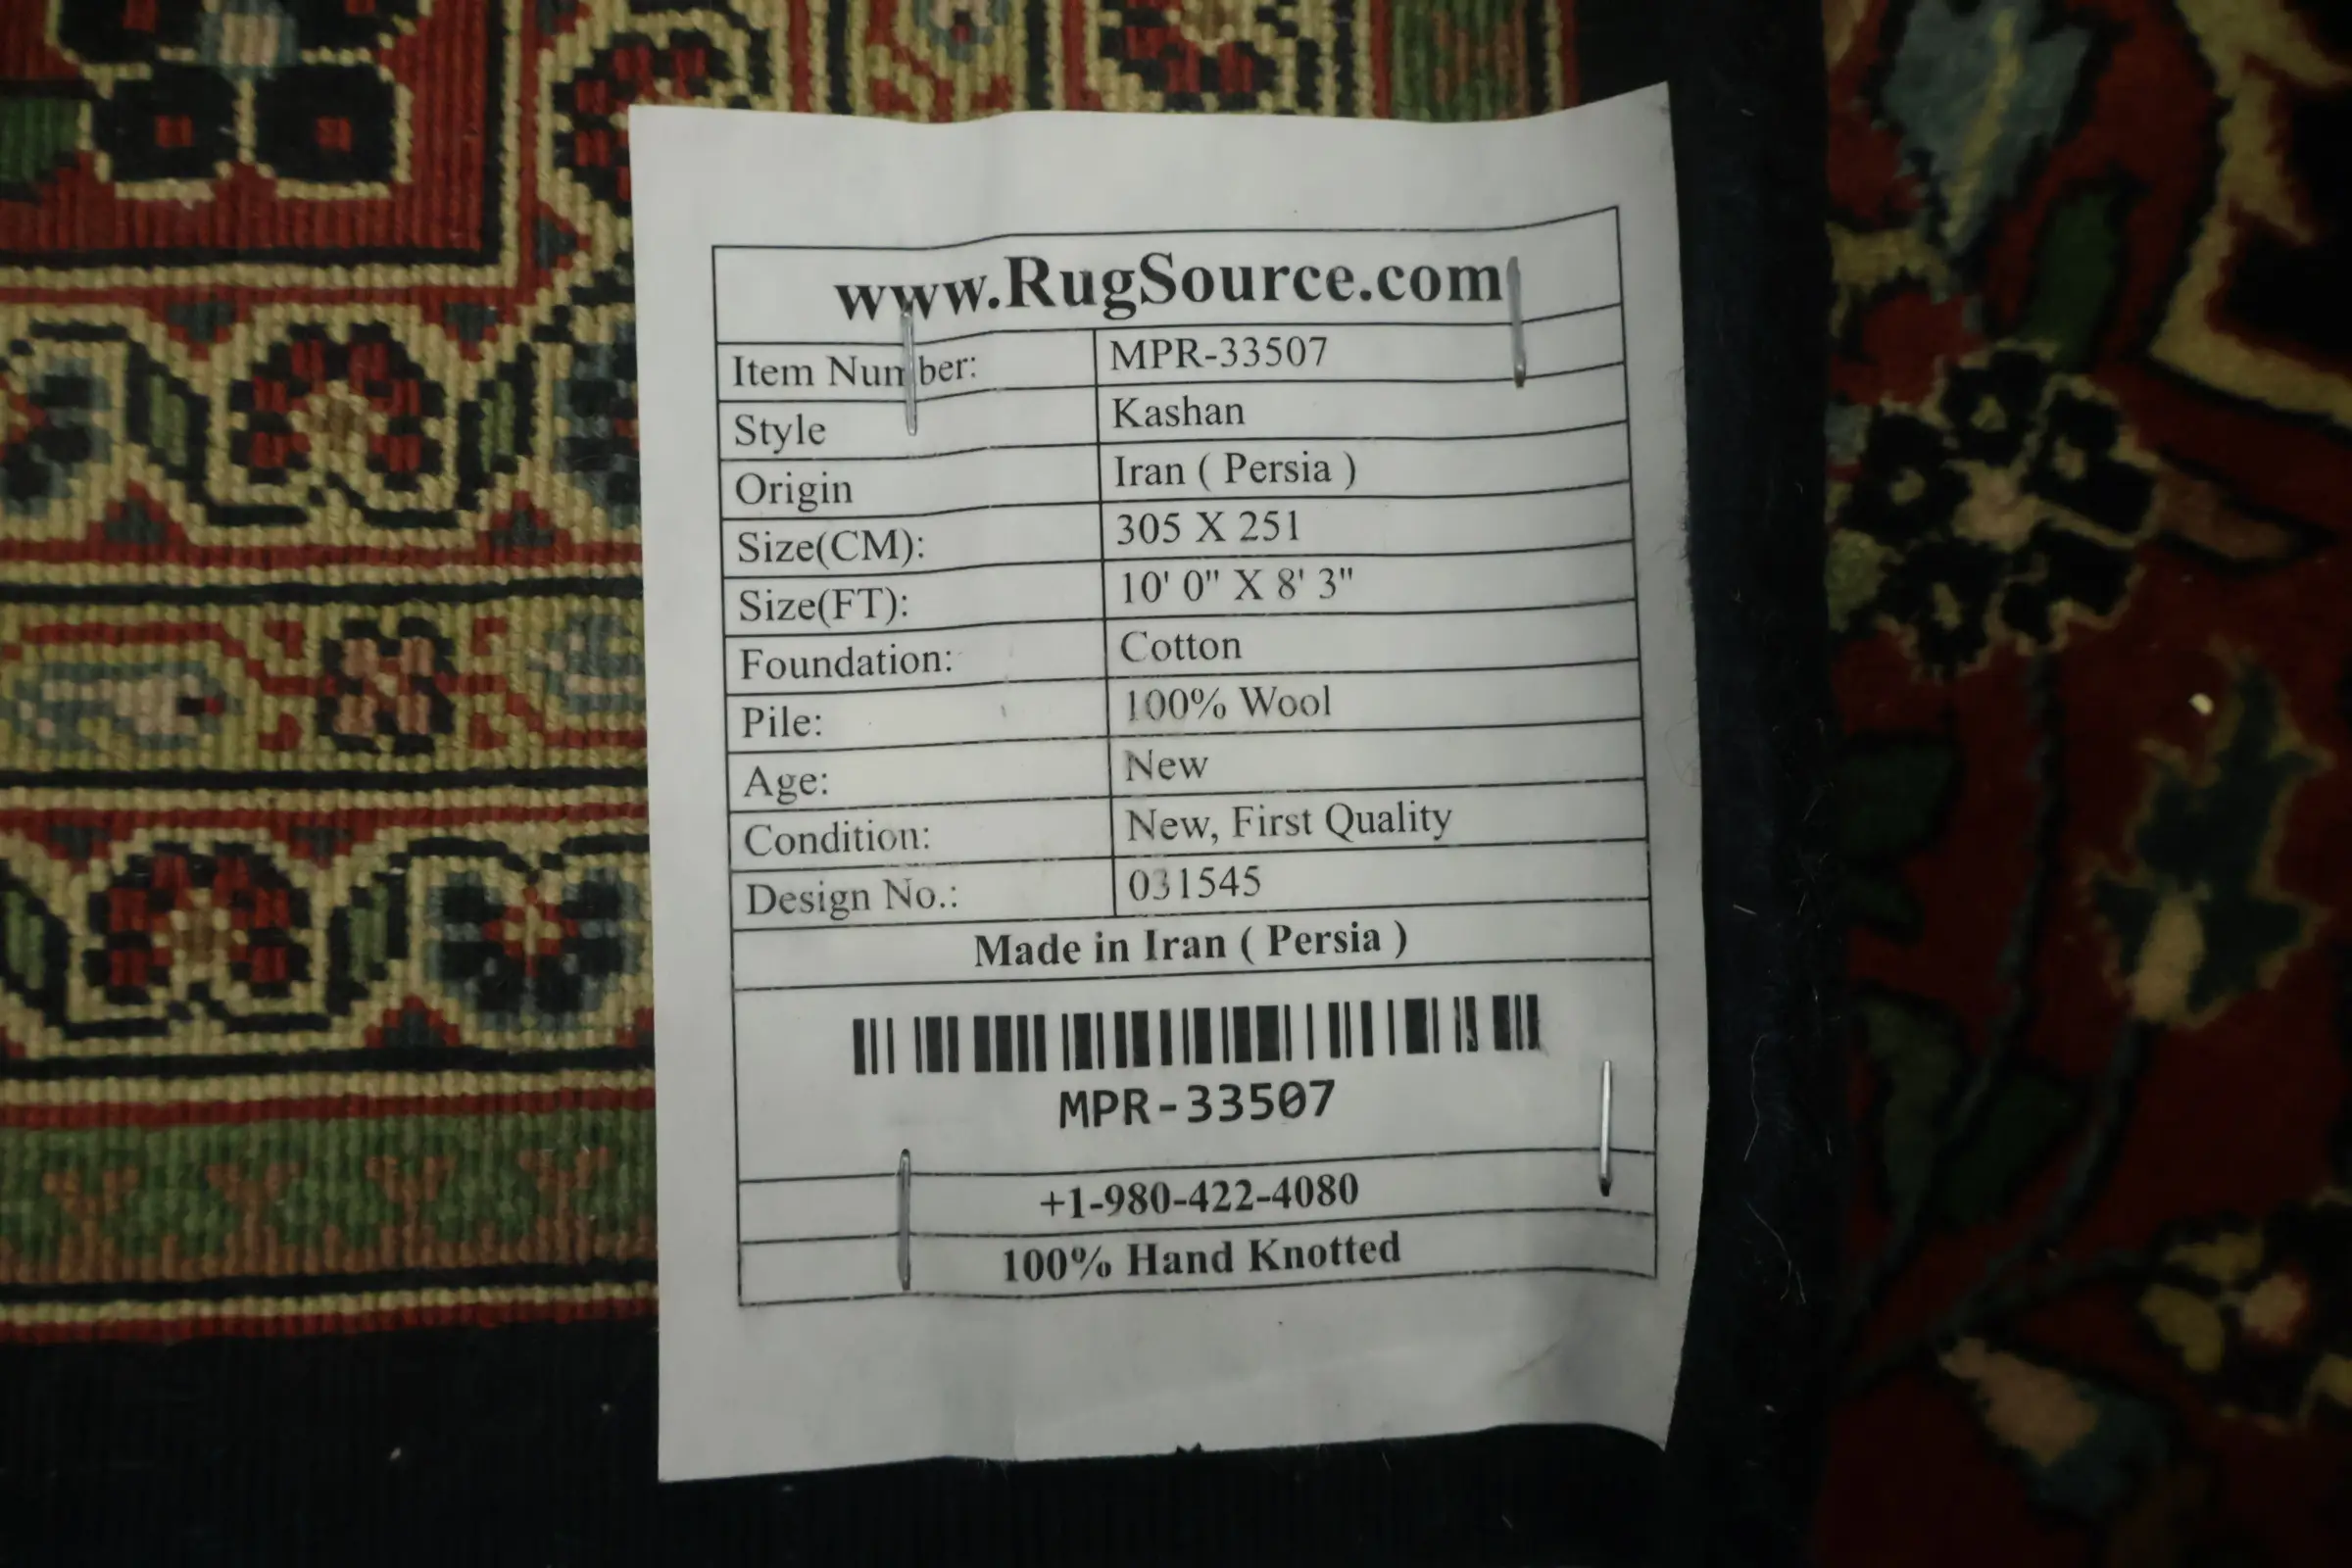 www.RugSource.com
Item Number: MPR-33507
Style Kashan
Origin Iran ( Persia )
Size(CM): 305 X 251
Size(FT): 10' 0" X 8' 3"
Foundation: Cotton
Pile: 100% Wool
Age: New
Condition: New, First Quality
Design No.: 031545
Made in Iran ( Persia )
MPR-33507
+1-980-422-4080
100% Hand Knotted